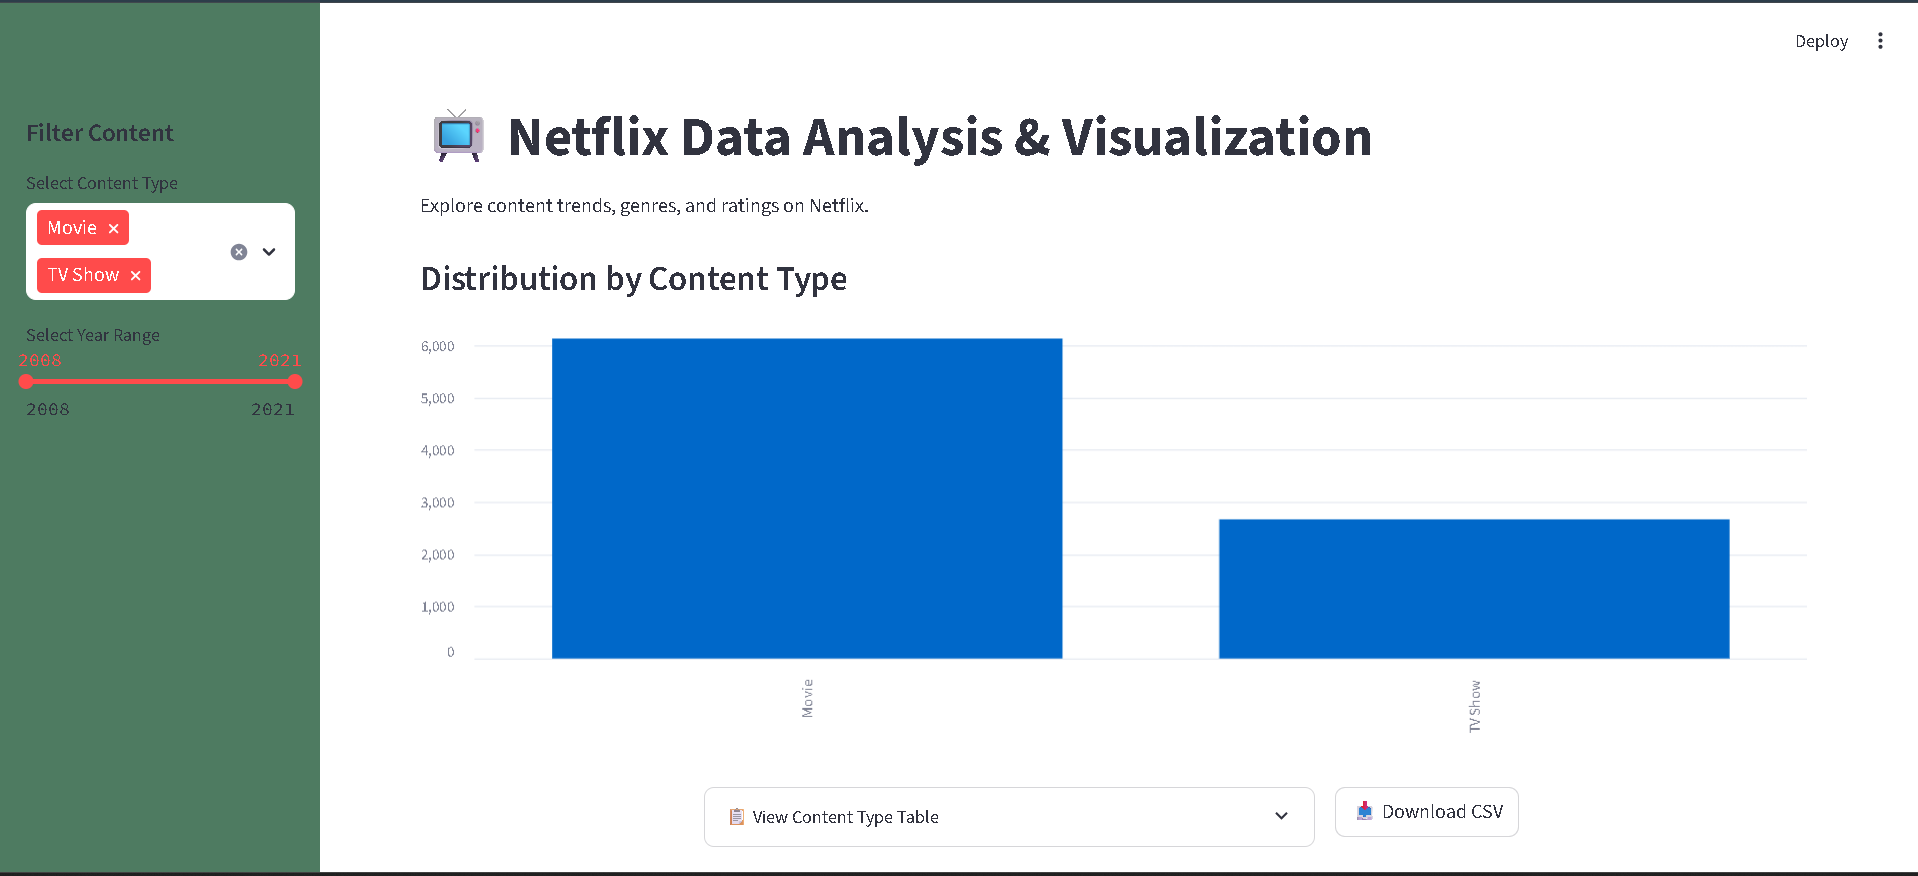 Deploy
Filter Content
Select Content Type
Movie ×
TV Show ×
Select Year Range
2008 2021
2008 2021
Netflix Data Analysis & Visualization
Explore content trends, genres, and ratings on Netflix.
Distribution by Content Type
6,000
5,000
4,000
3,000
2,000
1,000
0
Movie
TV Show
View Content Type Table
Download CSV